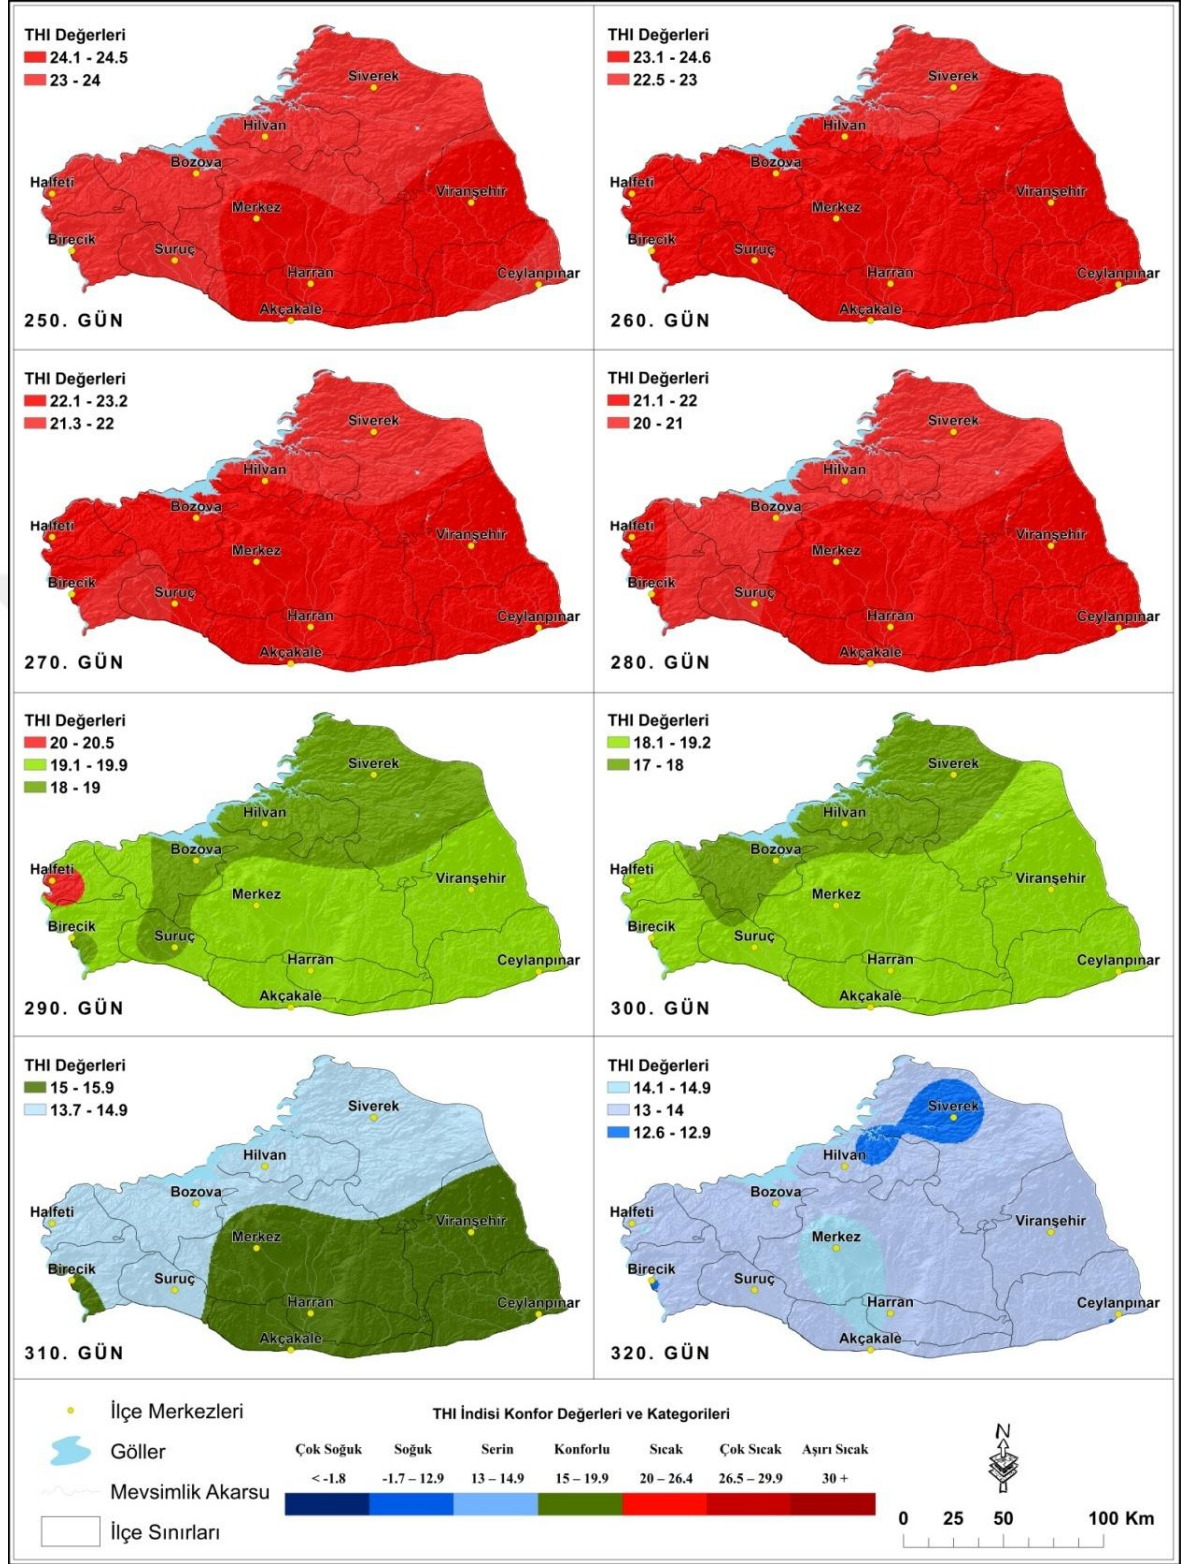 THI Değerleri
24.1 - 24.5
23 - 24
Siverek
Hilvan
Bozova
Halfeti
Viranşehir
Merkez
Birecik
Suruç
Harran
Ceylanpınar
Akçakale
250. GÜN
THI Değerleri
23.1 - 24.6
22.5 - 23
Siverek
Hilvan
Bozova
Halfeti
Viranşehir
Merkez
Birecik
Suruç
Harran
Ceylanpınar
Akçakale
260. GÜN
THI Değerleri
22.1 - 23.2
21.3 - 22
Siverek
Hilvan
Bozova
Halfeti
Viranşehir
Merkez
Birecik
Suruç
Harran
Ceylanpınar
Akçakale
270. GÜN
THI Değerleri
21.1 - 22
20 - 21
Siverek
Hilvan
Bozova
Halfeti
Viranşehir
Merkez
Birecik
Suruç
Harran
Ceylanpınar
Akçakale
280. GÜN
THI Değerleri
20 - 20.5
19.1 - 19.9
18 - 19
Siverek
Hilvan
Bozova
Halfeti
Viranşehir
Merkez
Birecik
Suruç
Harran
Ceylanpınar
Akçakale
290. GÜN
THI Değerleri
18.1 - 19.2
17 - 18
Siverek
Hilvan
Bozova
Halfeti
Viranşehir
Merkez
Birecik
Suruç
Harran
Ceylanpınar
Akçakale
300. GÜN
THI Değerleri
15 - 15.9
13.7 - 14.9
Siverek
Hilvan
Bozova
Halfeti
Viranşehir
Merkez
Birecik
Suruç
Harran
Ceylanpınar
Akçakale
310. GÜN
THI Değerleri
14.1 - 14.9
13 - 14
12.6 - 12.9
Siverek
Hilvan
Bozova
Halfeti
Viranşehir
Merkez
Birecik
Suruç
Harran
Ceylanpınar
Akçakale
320. GÜN
İlçe Merkezleri
Göller
Mevsimlik Akarsu
İlçe Sınırları
THI İndisi Konfor Değerleri ve Kategorileri
Çok Soğuk Soğuk Serin Konforlu Sıcak Çok Sıcak Aşırı Sıcak
< -1.8 -1.7 – 12.9 13 – 14.9 15 – 19.9 20 – 26.4 26.5 – 29.9 30 +
N
0 25 50 100 Km